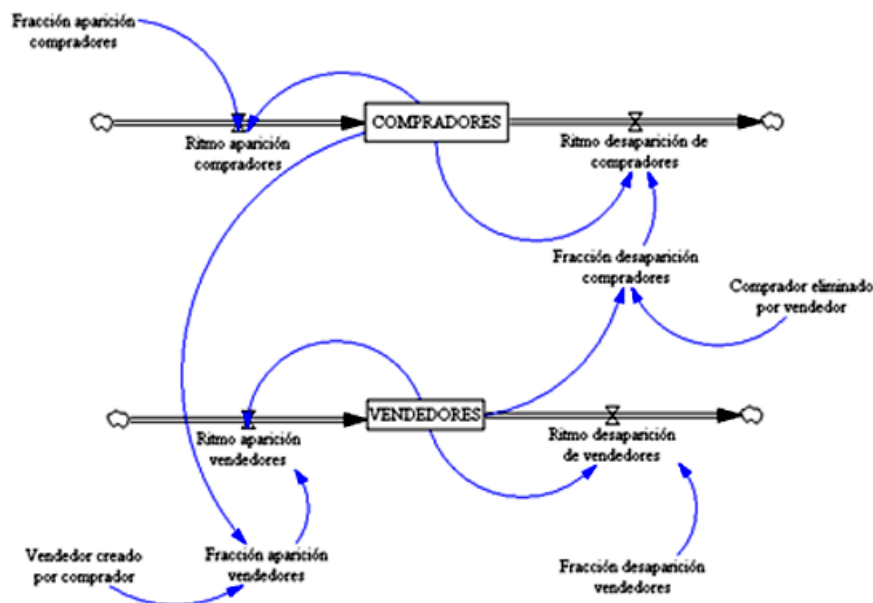 Fracción aparición
compradores
COMPRADORES
Ritmo aparición
compradores
Ritmo desaparición de
compradores
Fracción desaparición
compradores
Comprador eliminado
por vendedor
VENDEDORES
Ritmo aparición
vendedores
Ritmo desaparición
de vendedores
Vendedor creado
por comprador
Fracción aparición
vendedores
Fracción desaparición
vendedores